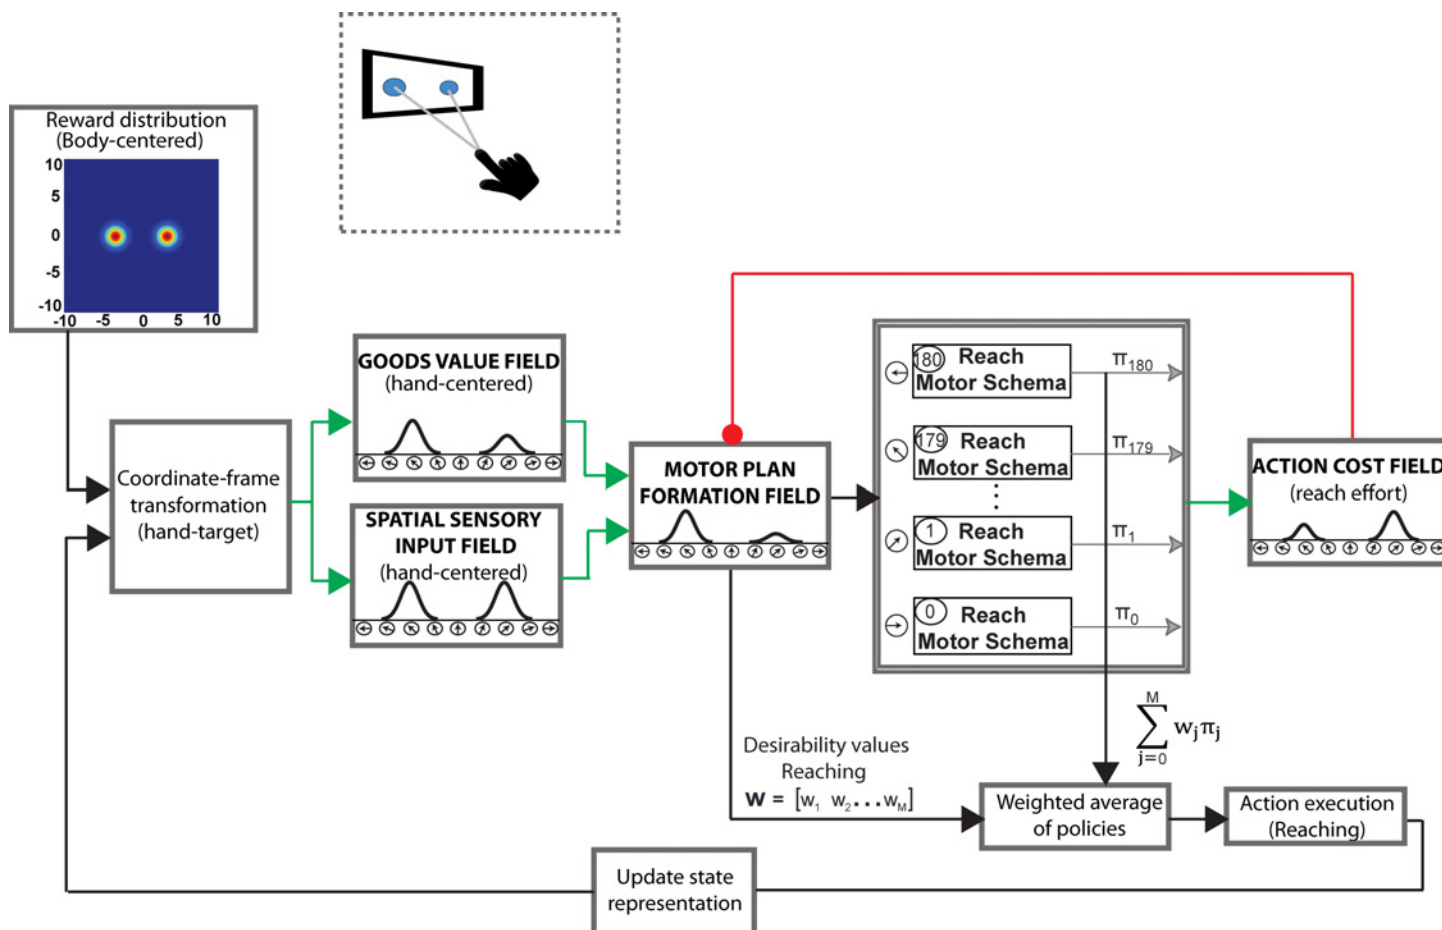 Reward distribution
(Body-centered)
10
5
0
-5
-10
-10 -5 0 5 10
Coordinate-frame
transformation
(hand-target)
GOODS VALUE FIELD
(hand-centered)
SPATIAL SENSORY
INPUT FIELD
(hand-centered)
MOTOR PLAN
FORMATION FIELD
180 Reach
Motor Schema
π180
179 Reach
Motor Schema
π179
1 Reach
Motor Schema
π1
0 Reach
Motor Schema
π0
ACTION COST FIELD
(reach effort)
Desirability values
Reaching
W = [w1 w2...wM]
M
∑ wjπj
j=0
Weighted average
of policies
Action execution
(Reaching)
Update state
representation